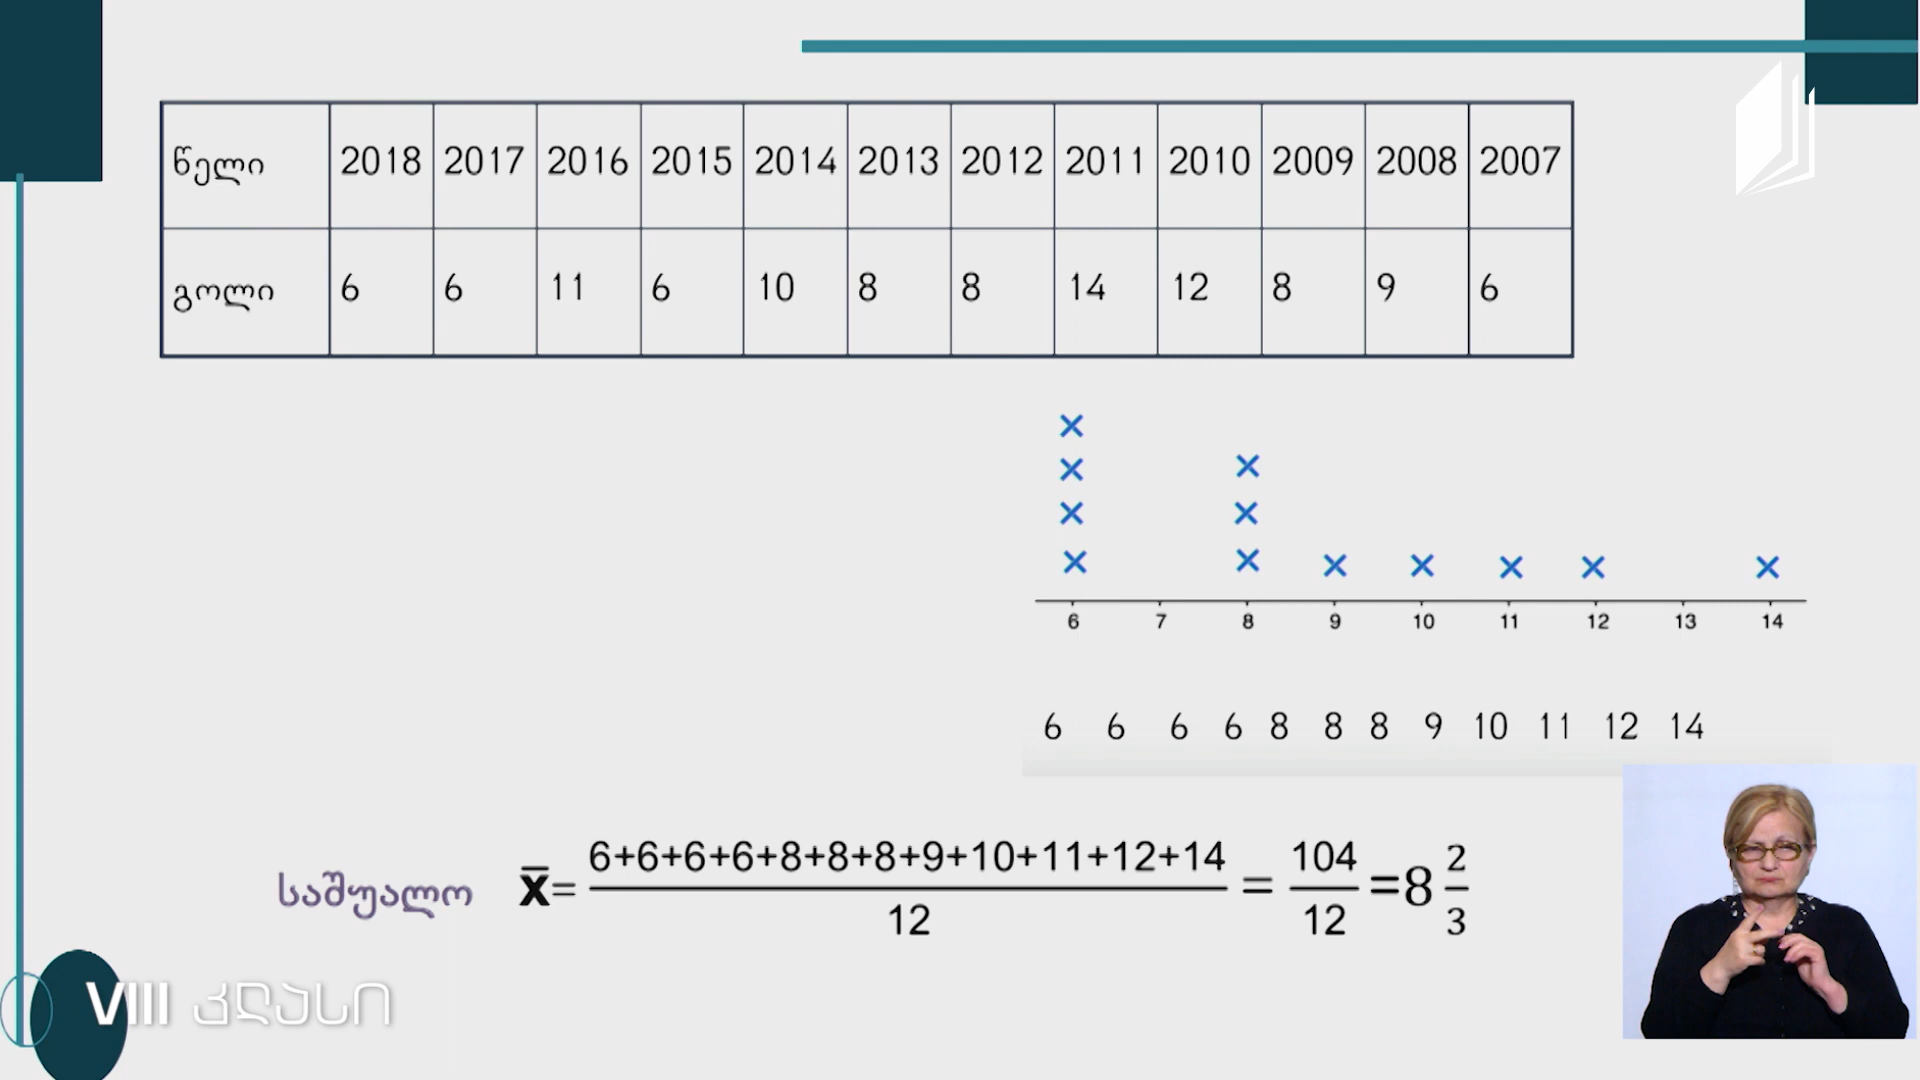 წელი 2018 2017 2016 2015 2014 2013 2012 2011 2010 2009 2008 2007
გოლი 6 6 11 6 10 8 8 14 12 8 9 6
6 7 8 9 10 11 12 13 14
6 6 6 6 8 8 8 9 10 11 12 14
საშუალო x̄= 6+6+6+6+8+8+8+9+10+11+12+14 / 12 = 104 / 12 =8 2/3
VIII კლასი